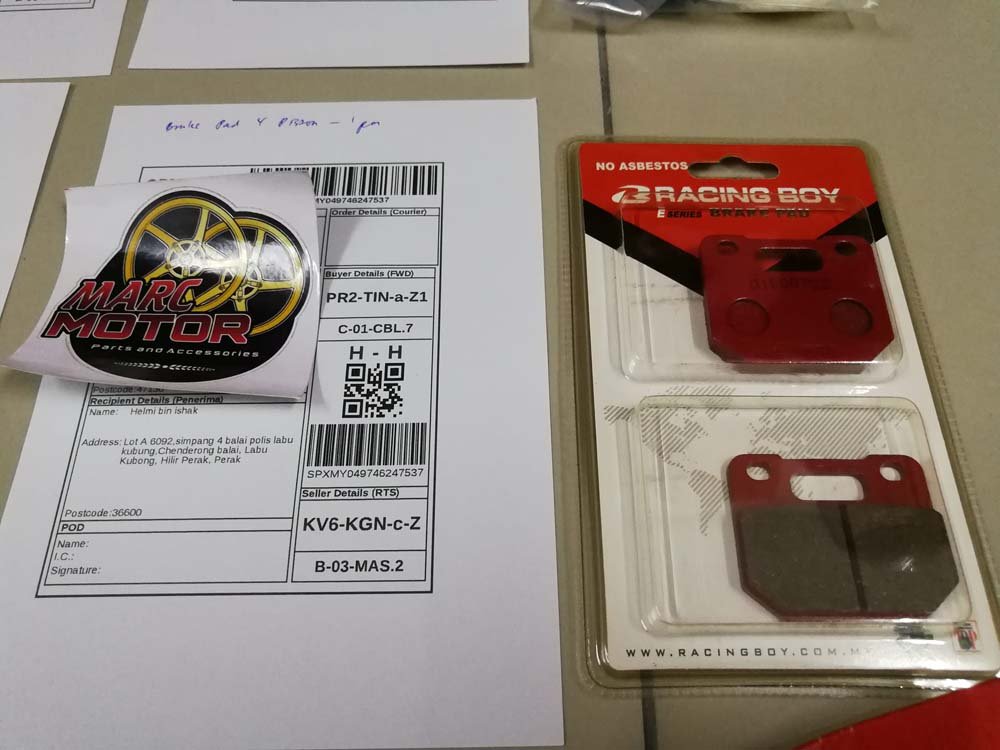 Brake Pad 4 Piston - 1 pcs
MY049746247537
Order Details (Courier)
MARC
MOTOR
Parts and Accessories
Buyer Details (FWD)
PR2-TIN-a-Z1
C-01-CBL.7
H - H
Recipient Details (Penerima)
Name: Helmi bin ishak
Address: Lot A 6092,simpang 4 balai polis labu
kubung,Chenderong balai, Labu
Kubong, Hilir Perak, Perak
Postcode:36600
SPXMY049746247537
Seller Details (RTS)
KV6-KGN-c-Z
B-03-MAS.2
POD
Name:
I.C.:
Signature:
NO ASBESTOS
RACING BOY
E SERIES BRAKE PAD
WWW.RACINGBOY.COM.M